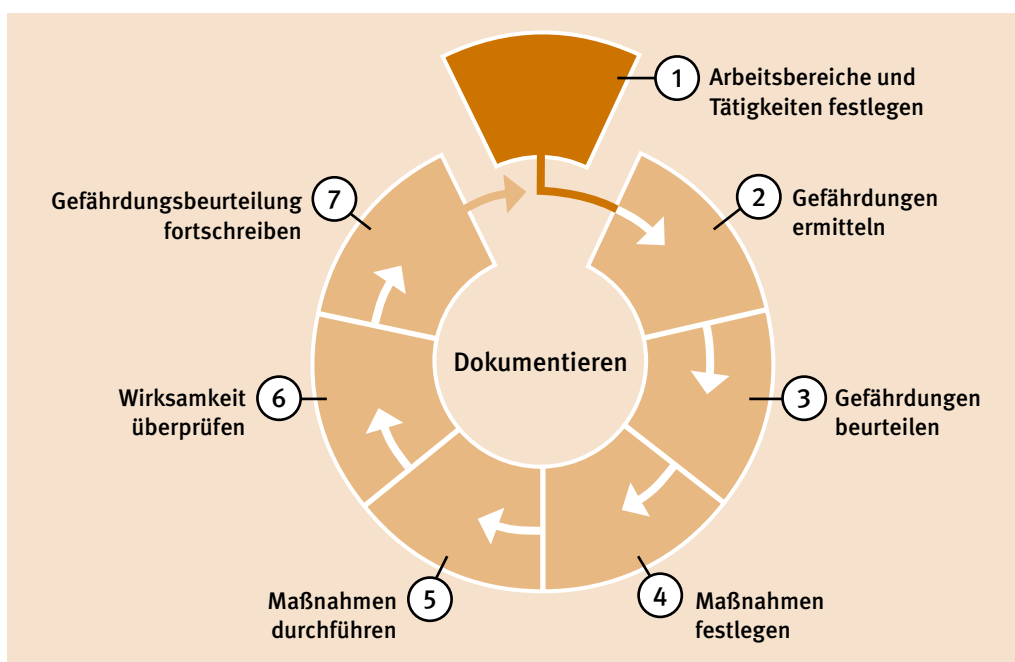 1 Arbeitsbereiche und
Tätigkeiten festlegen
2 Gefährdungen
ermitteln
3 Gefährdungen
beurteilen
4 Maßnahmen
festlegen
5 Maßnahmen
durchführen
6 Wirksamkeit
überprüfen
7 Gefährdungsbeurteilung
fortschreiben
Dokumentieren